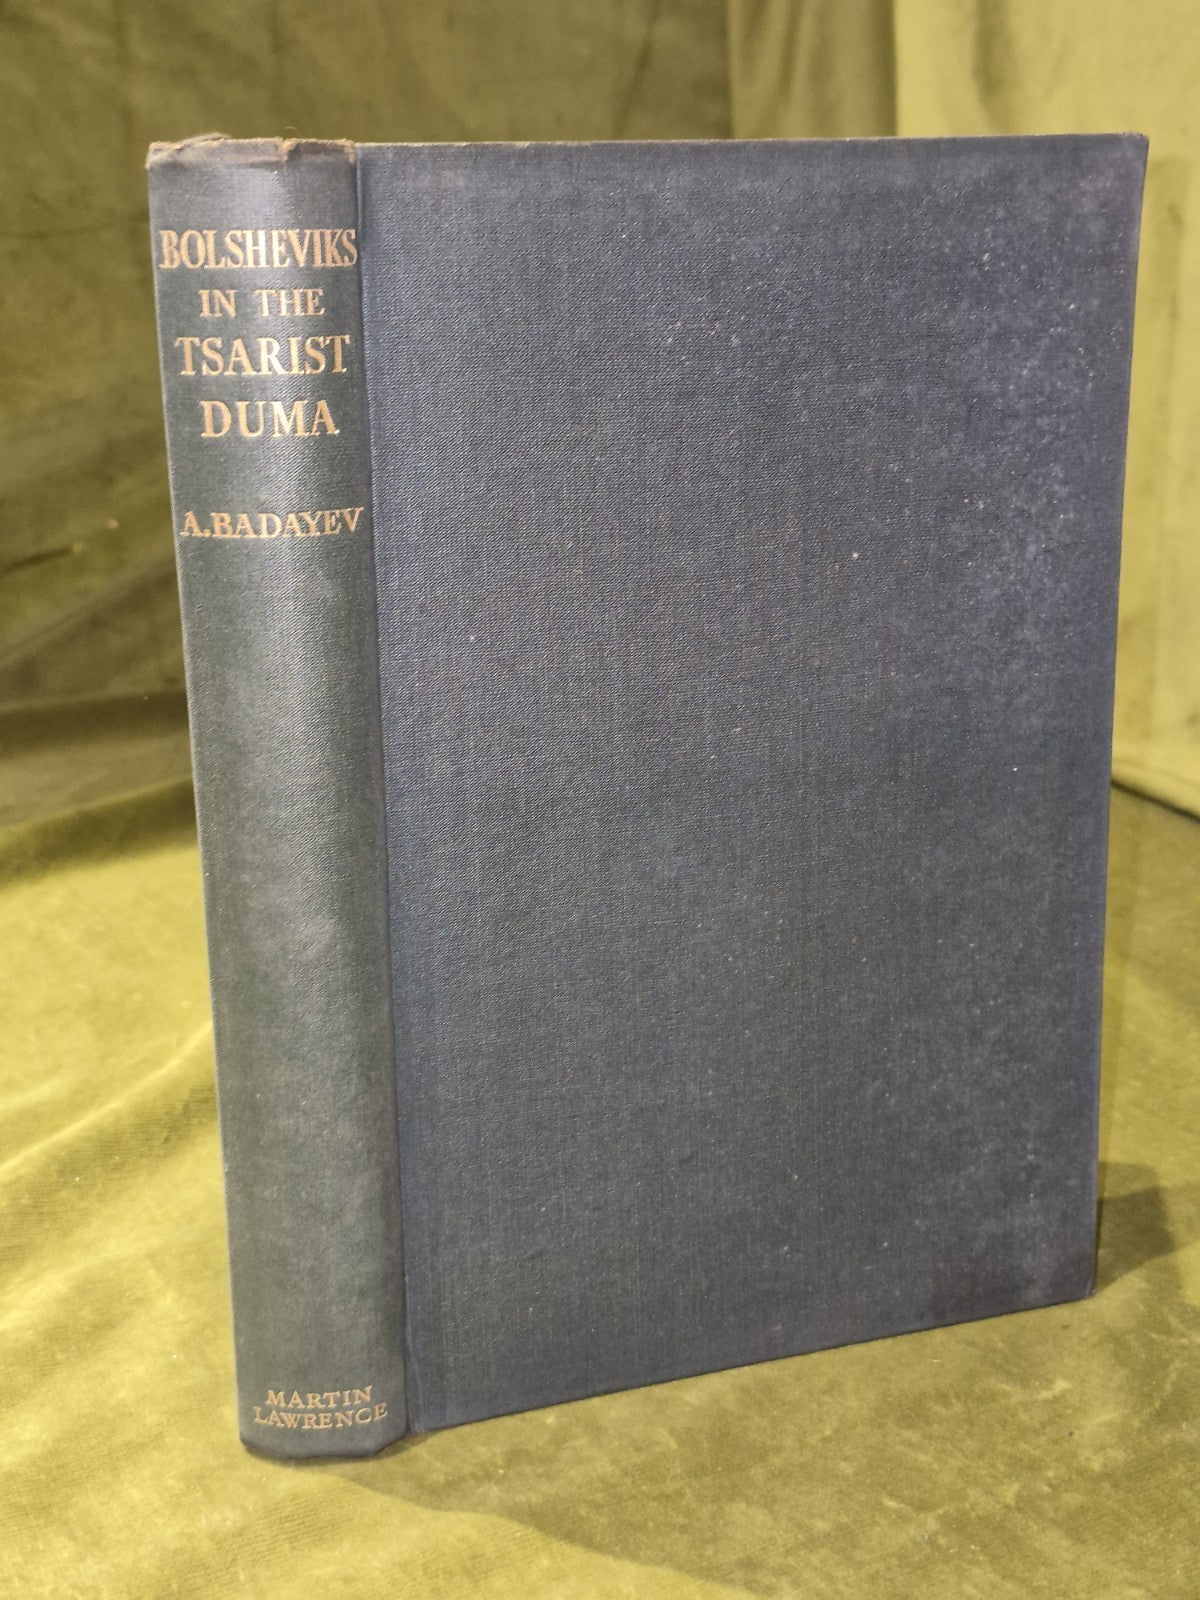 BOLSHEVIKS
IN THE
TSARIST
DUMA
A. BADAYEV
MARTIN
LAWRENCE